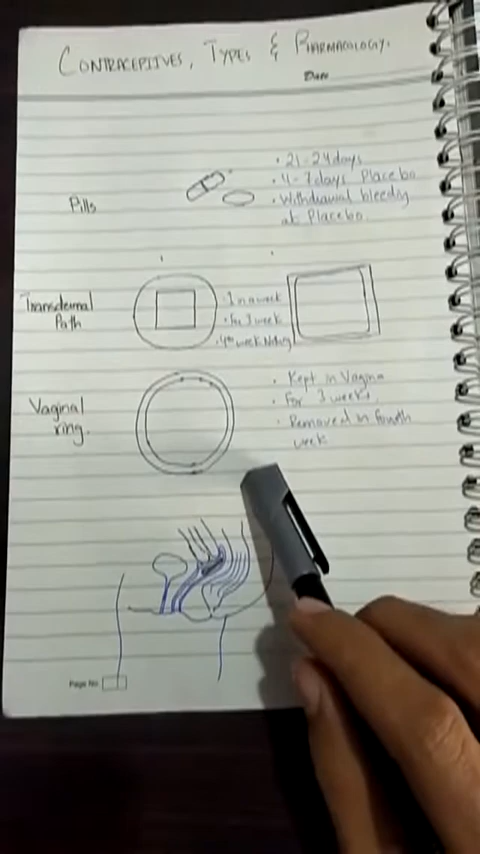 CONTRACEPTIVES, TYPES & PHARMACOLOGY.
Date
Pills
• 21-24 days
• 4-7 days Placebo
• Withdrawal bleeding
at Placebo.
Transdermal
Path
• 1 in a week
• For 3 week
• 4th week Nothing
Vaginal
ring.
• Kept in Vagina
• For 3 weeks.
• Removed in fourth
week
Page No